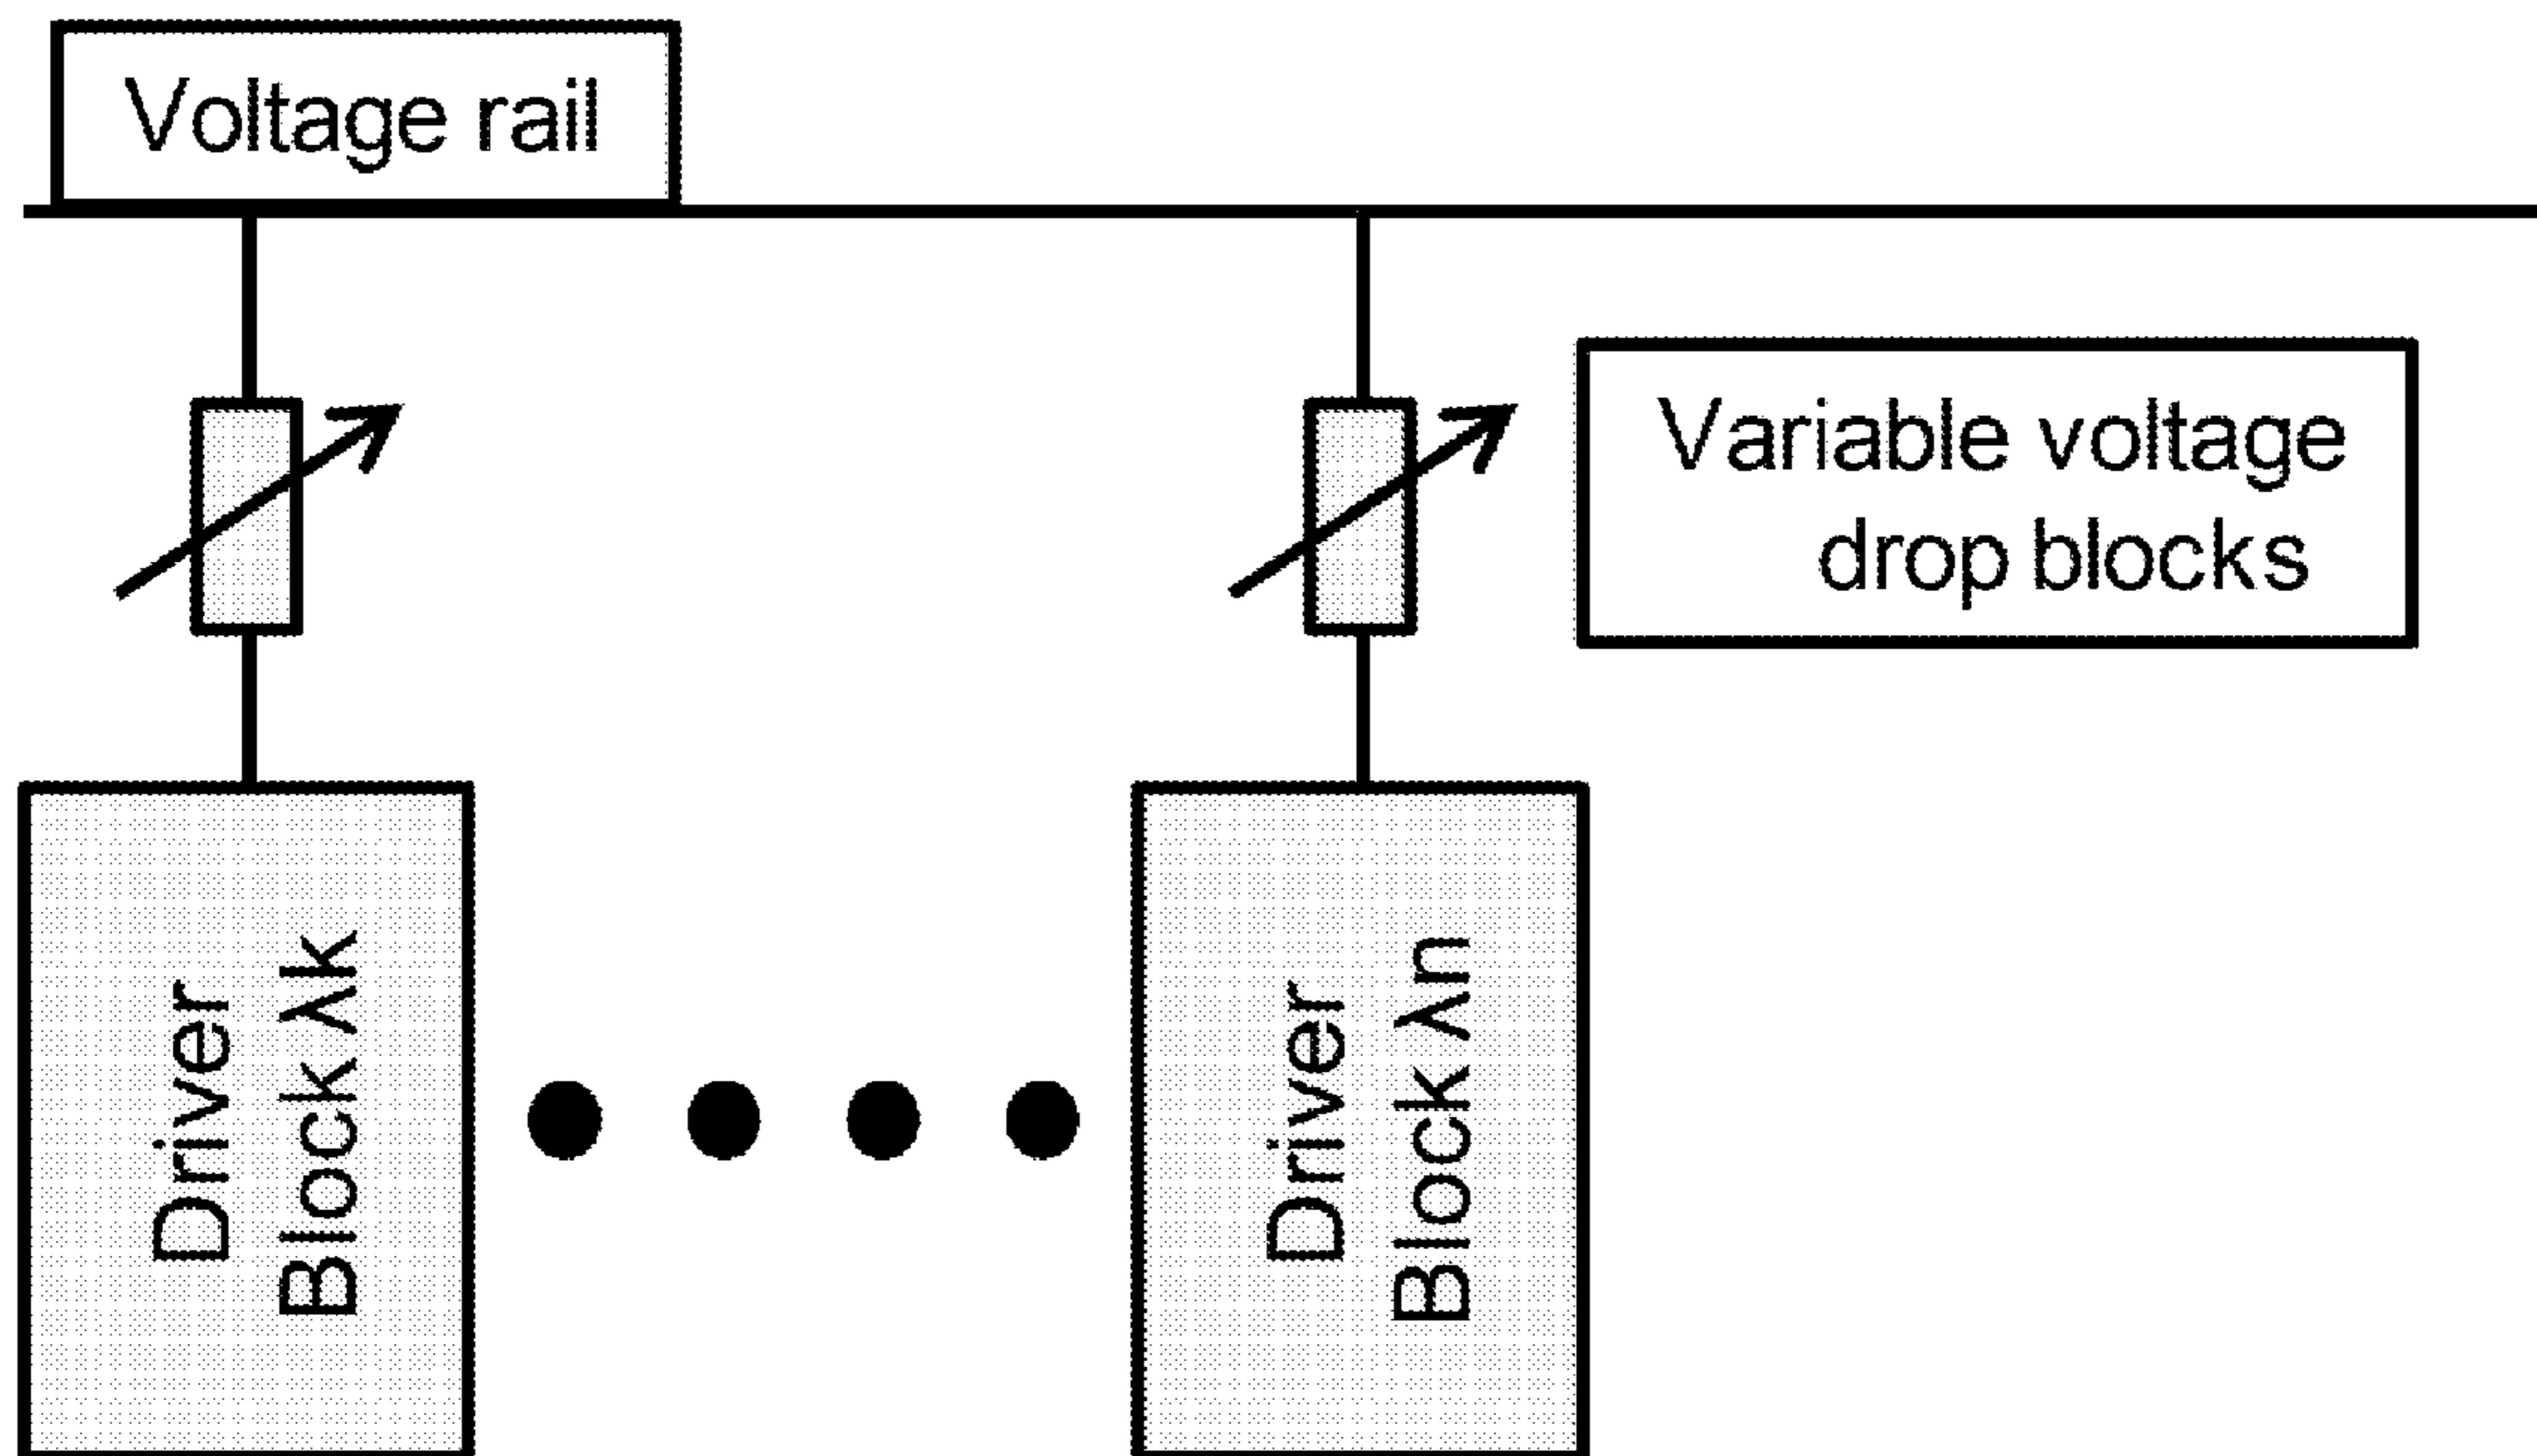 Voltage rail
Variable voltage
drop blocks
Driver
Block λk
Driver
Block λn